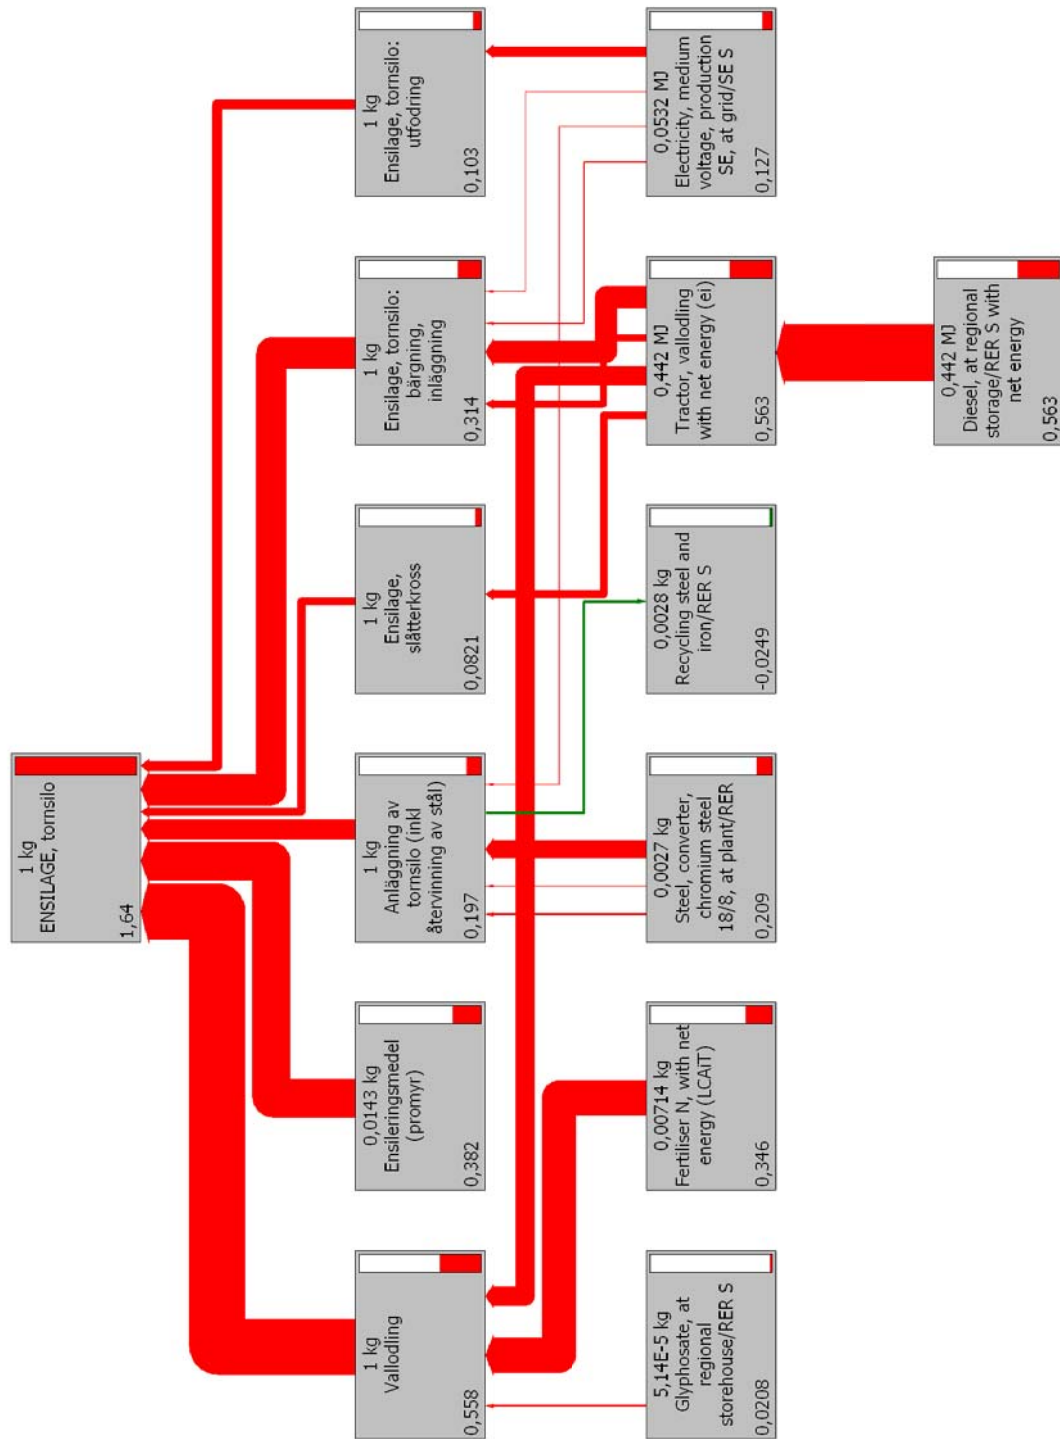 1 kg
ENSILAGE, tornsilo
1,64
1 kg
Vallodling
0,558
0,0143 kg
Ensileringsmedel
(promyr)
0,382
1 kg
Anläggning av
tornsilo (inkl
återvinning av stål)
0,197
1 kg
Ensilage,
slåtterkross
0,0821
1 kg
Ensilage, tornsilo:
bärgning,
inläggning
0,314
1 kg
Ensilage, tornsilo:
utfodring
0,103
5,14E-5 kg
Glyphosate, at
regional
storehouse/RER S
0,0208
0,00714 kg
Fertiliser N, with net
energy (LCAiT)
0,346
0,0027 kg
Steel, converter,
chromium steel
18/8, at plant/RER
0,209
0,0028 kg
Recycling steel and
iron/RER S
-0,0249
0,442 MJ
Tractor, vallodling
with net energy (ei)
0,563
0,0532 MJ
Electricity, medium
voltage, production
SE, at grid/SE S
0,127
0,442 MJ
Diesel, at regional
storage/RER S with
net energy
0,563